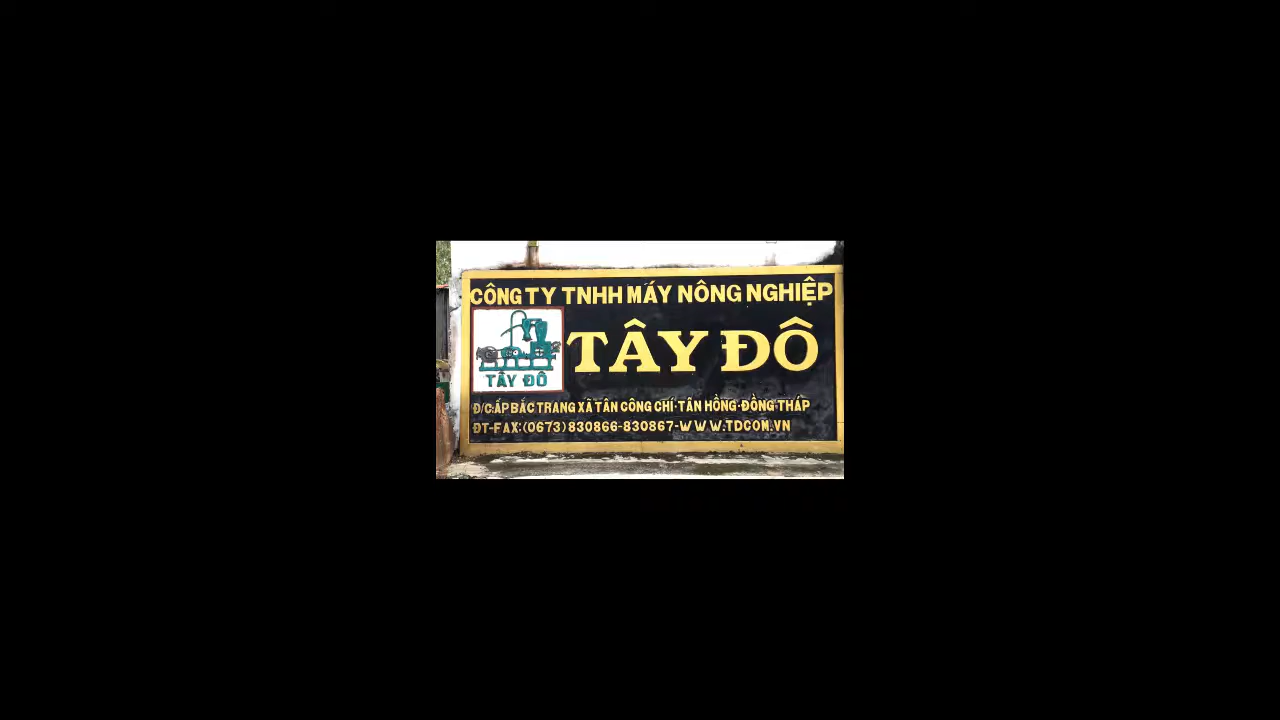 CÔNG TY TNHH MÁY NÔNG NGHIỆP
TÂY ĐÔ
TÂY ĐÔ
Đ/C:ẤP BẮC TRANG XÃ TÂN CÔNG CHÍ-TÂN HỒNG-ĐỒNG THÁP
ĐT-FAX:(0673)830866-830867-WWW.TDCOM.VN